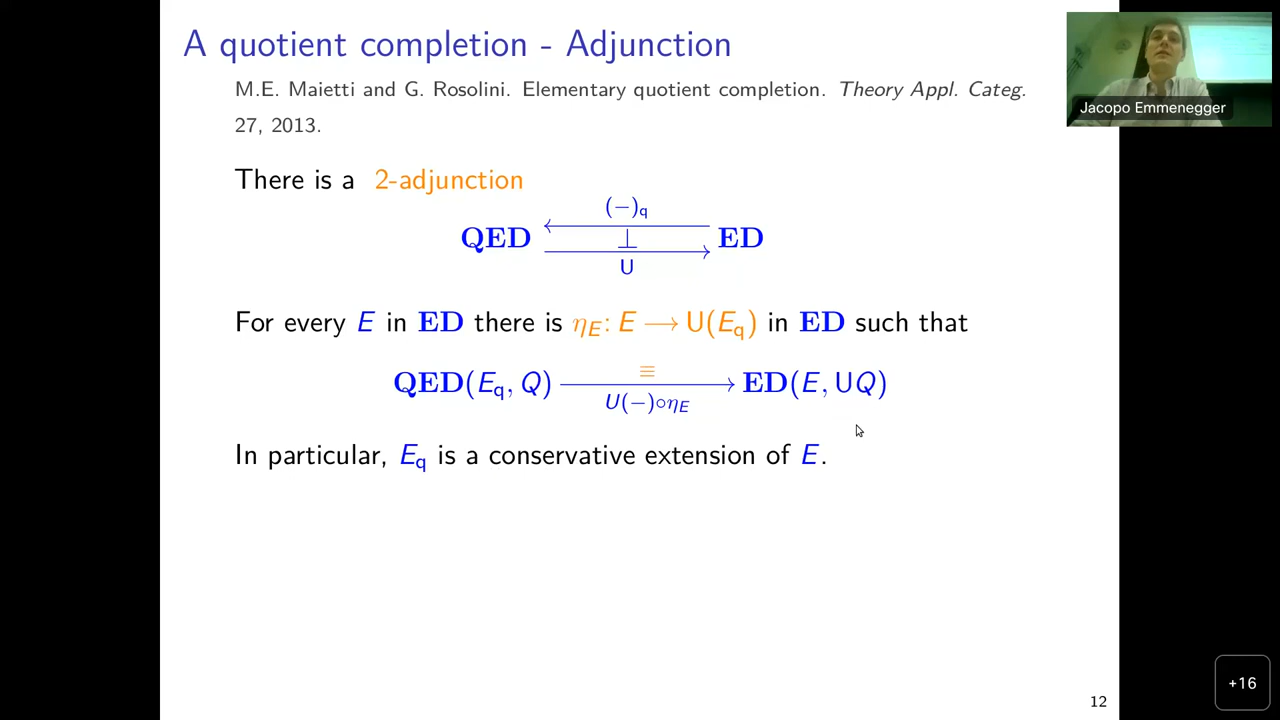 A quotient completion - Adjunction
M.E. Maietti and G. Rosolini. Elementary quotient completion. Theory Appl. Categ.
27, 2013.
Jacopo Emmenegger
There is a 2-adjunction
(−)q
QED ⊥ ED
U
For every E in ED there is ηE : E ⟶ U(Eq) in ED such that
≡
QED(Eq, Q) ⟶ ED(E, UQ)
U(−)∘ηE
In particular, Eq is a conservative extension of E.
+16
12